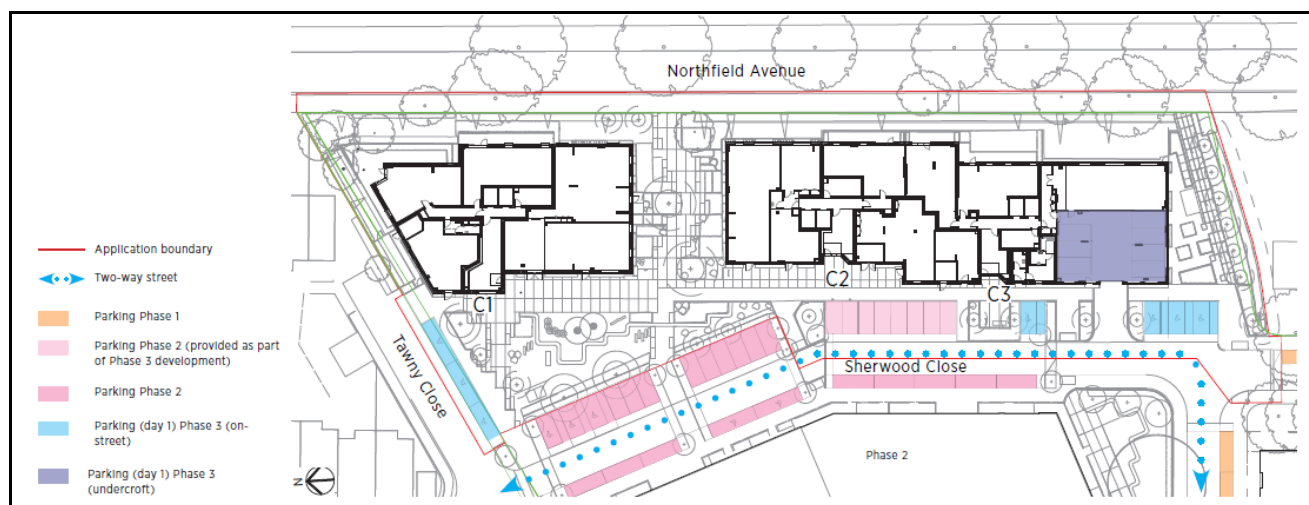 Northfield Avenue
Application boundary
Two-way street
Parking Phase 1
Parking Phase 2 (provided as part
of Phase 3 development)
Parking Phase 2
Parking (day 1) Phase 3 (on-
street)
Parking (day 1) Phase 3
(undercroft)
C1
C2
C3
Tawny Close
Sherwood Close
Phase 2
N